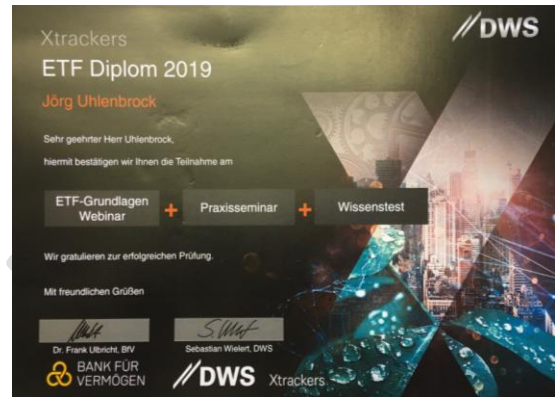 DWS
Xtrackers
ETF Diplom 2019
Jörg Uhlenbrock
Sehr geehrter Herr Uhlenbrock,
hiermit bestätigen wir Ihnen die Teilnahme am
ETF-Grundlagen
Webinar
+
Praxisseminar
+
Wissenstest
Wir gratulieren zur erfolgreichen Prüfung.
Mit freundlichen Grüßen
Dr. Frank Ulbricht, BfV
Sebastian Wielert, DWS
BANK FÜR
VERMÖGEN
DWS Xtrackers